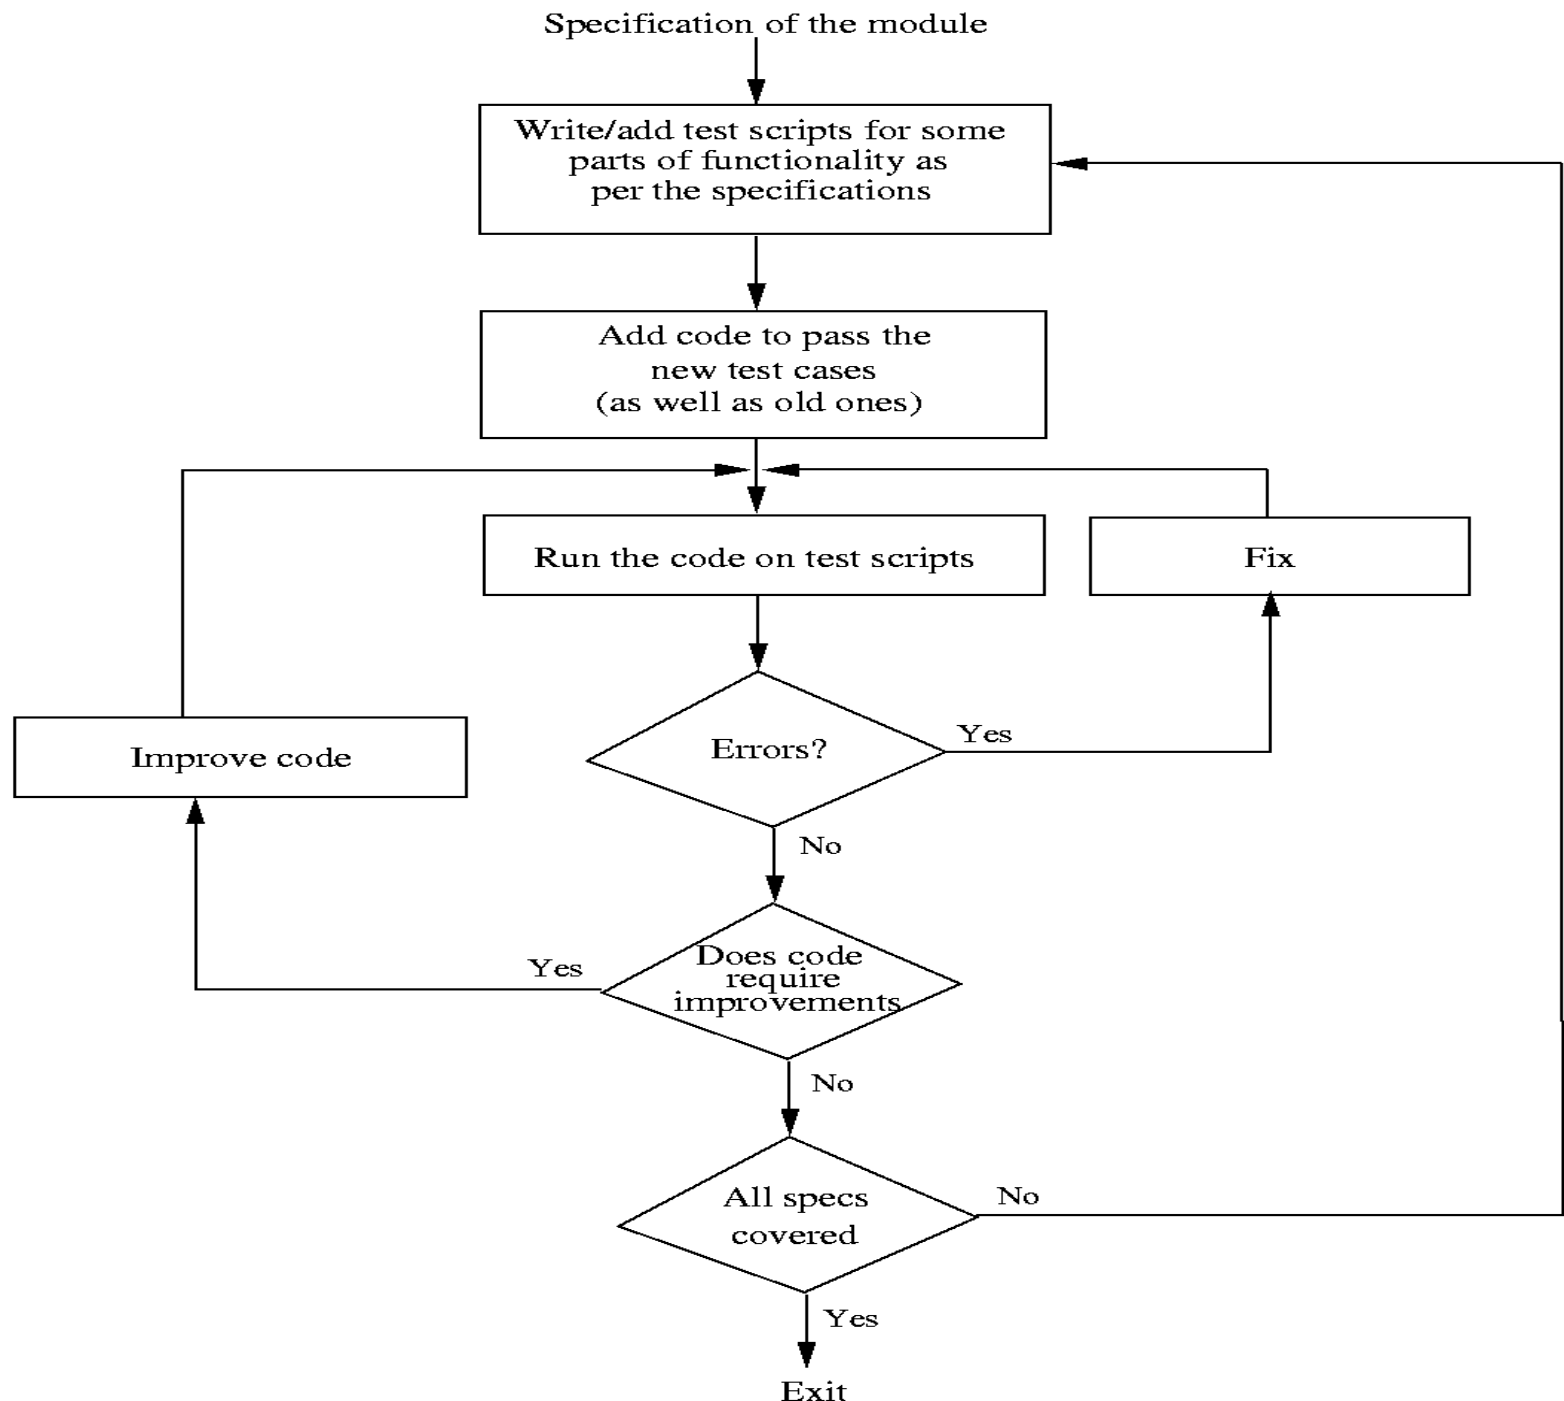 Specification of the module
Write/add test scripts for some
parts of functionality as
per the specifications
Add code to pass the
new test cases
(as well as old ones)
Run the code on test scripts
Fix
Improve code
Errors?
Yes
No
Does code
require
improvements
Yes
No
All specs
covered
No
Yes
Exit